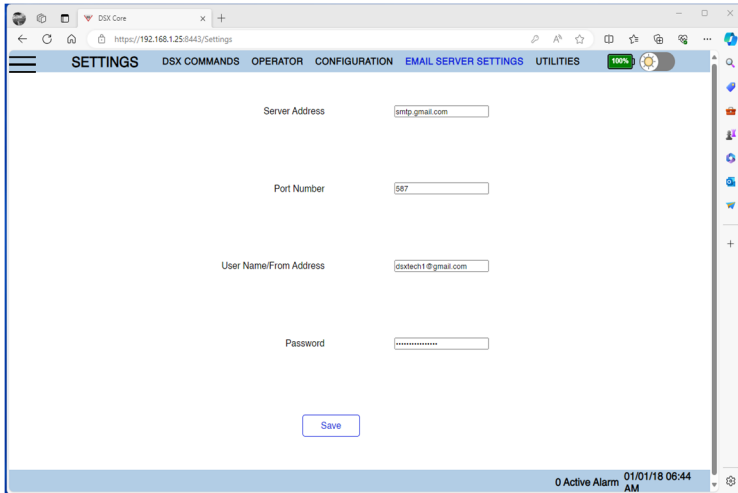 DSX Core
https://192.168.1.25:8443/Settings
SETTINGS DSX COMMANDS OPERATOR CONFIGURATION EMAIL SERVER SETTINGS UTILITIES 100%
Server Address smtp.gmail.com
Port Number 587
User Name/From Address dsxtech1@gmail.com
Password ••••••••••••••••
Save
0 Active Alarm 01/01/18 06:44
AM